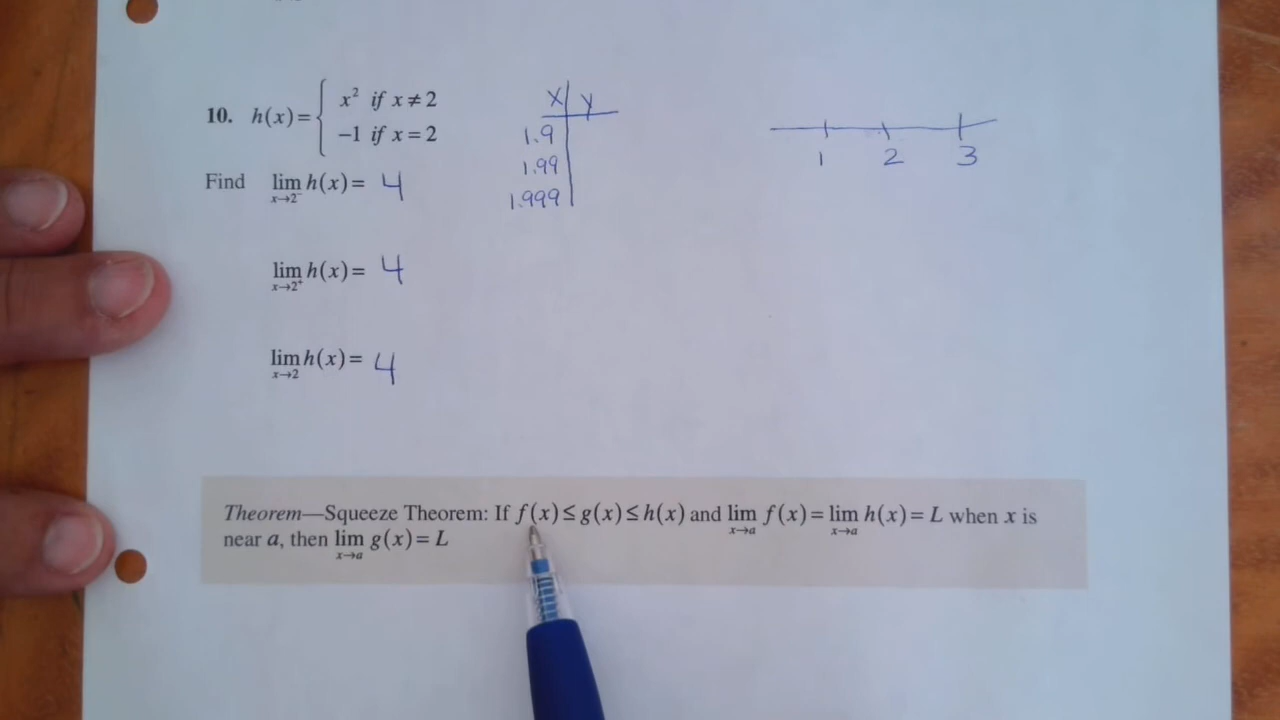 10. h(x) = { x² if x ≠ 2
−1 if x = 2
x y
1.9
1.99
1.999
1 2 3
Find lim x→2⁻ h(x) = 4
lim x→2⁺ h(x) = 4
lim x→2 h(x) = 4
Theorem—Squeeze Theorem: If f(x) ≤ g(x) ≤ h(x) and lim x→a f(x) = lim x→a h(x) = L when x is
near a, then lim x→a g(x) = L